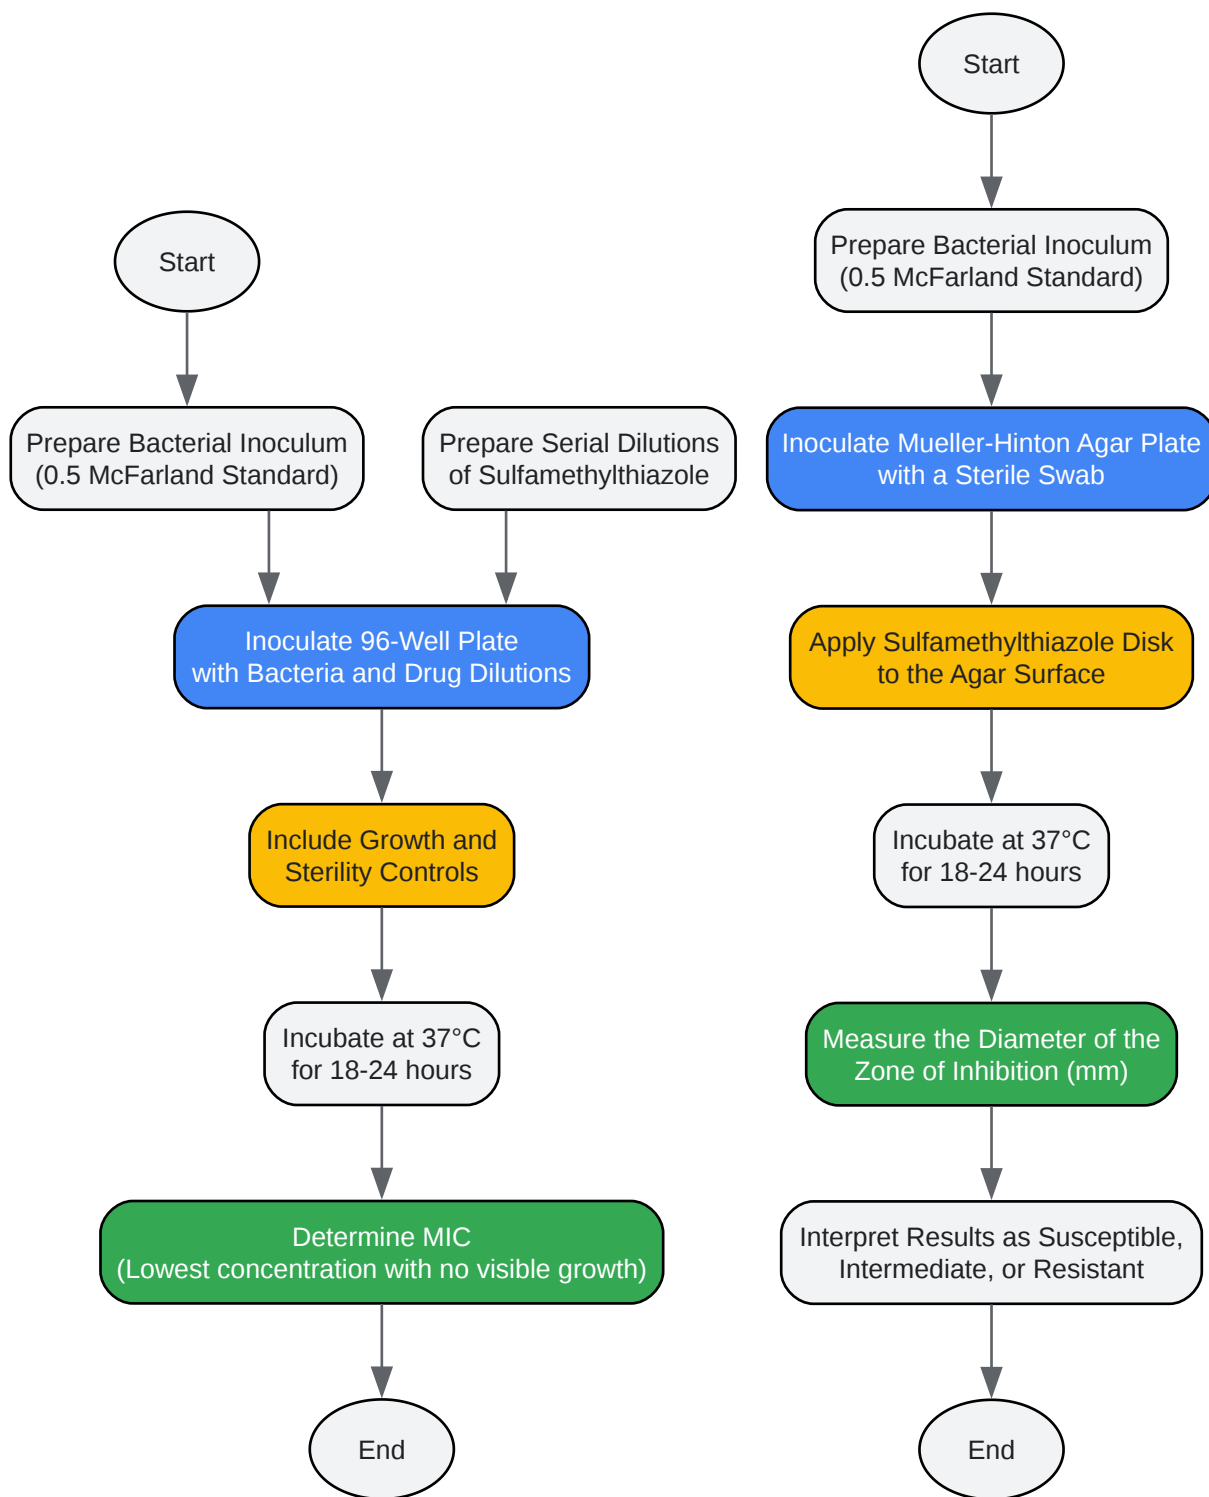 Start
Prepare Bacterial Inoculum
(0.5 McFarland Standard)
Prepare Serial Dilutions
of Sulfamethylthiazole
Inoculate 96-Well Plate
with Bacteria and Drug Dilutions
Include Growth and
Sterility Controls
Incubate at 37°C
for 18-24 hours
Determine MIC
(Lowest concentration with no visible growth)
End
Start
Prepare Bacterial Inoculum
(0.5 McFarland Standard)
Inoculate Mueller-Hinton Agar Plate
with a Sterile Swab
Apply Sulfamethylthiazole Disk
to the Agar Surface
Incubate at 37°C
for 18-24 hours
Measure the Diameter of the
Zone of Inhibition (mm)
Interpret Results as Susceptible,
Intermediate, or Resistant
End